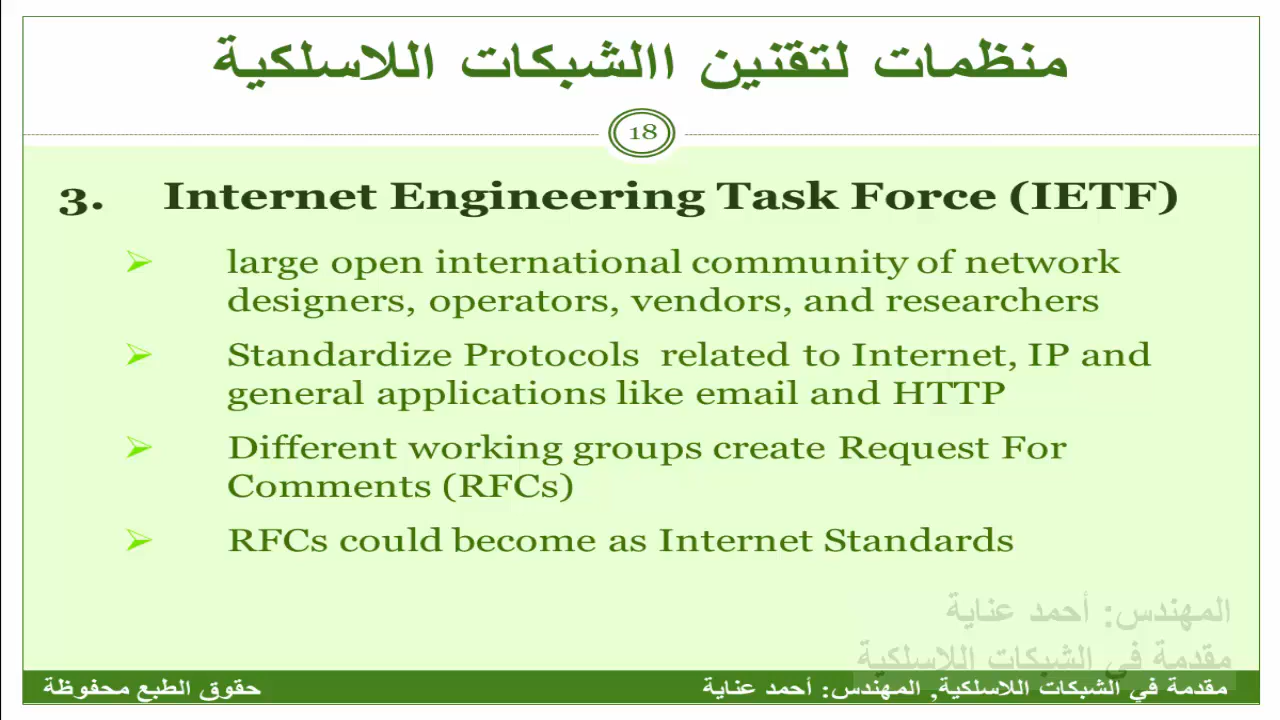 منظمات لتقنين االشبكات اللاسلكية
18
3. Internet Engineering Task Force (IETF)
large open international community of network
designers, operators, vendors, and researchers
Standardize Protocols related to Internet, IP and
general applications like email and HTTP
Different working groups create Request For
Comments (RFCs)
RFCs could become as Internet Standards
المهندس: أحمد عناية
مقدمة في الشبكات اللاسلكية
مقدمة في الشبكات اللاسلكية, المهندس: أحمد عناية
حقوق الطبع محفوظة